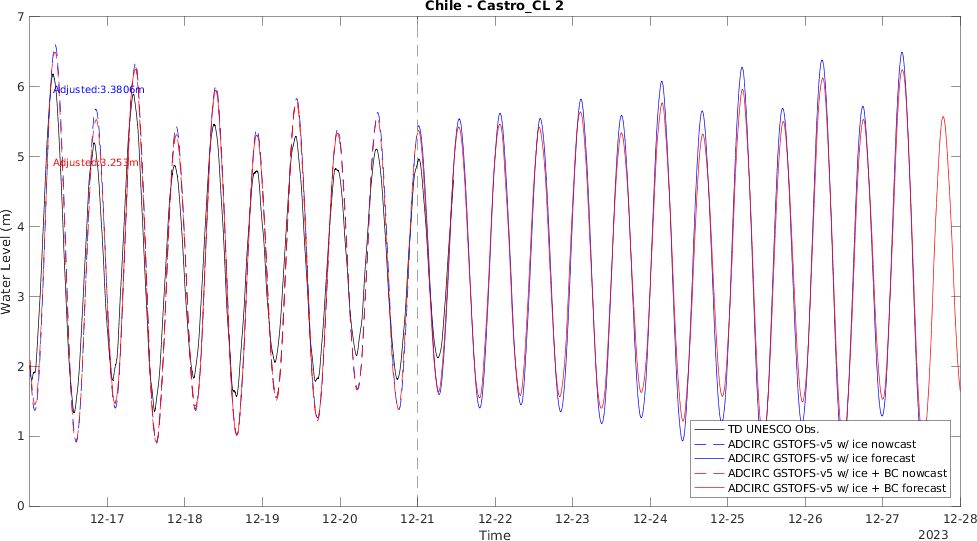 Chile - Castro_CL 2
7
6
5
4
3
2
1
0
Water Level (m)
Adjusted:3.3806m
Adjusted:3.253m
TD UNESCO Obs.
ADCIRC GSTOFS-v5 w/ ice nowcast
ADCIRC GSTOFS-v5 w/ ice forecast
ADCIRC GSTOFS-v5 w/ ice + BC nowcast
ADCIRC GSTOFS-v5 w/ ice + BC forecast
12-17 12-18 12-19 12-20 12-21 12-22 12-23 12-24 12-25 12-26 12-27 12-28
Time
2023